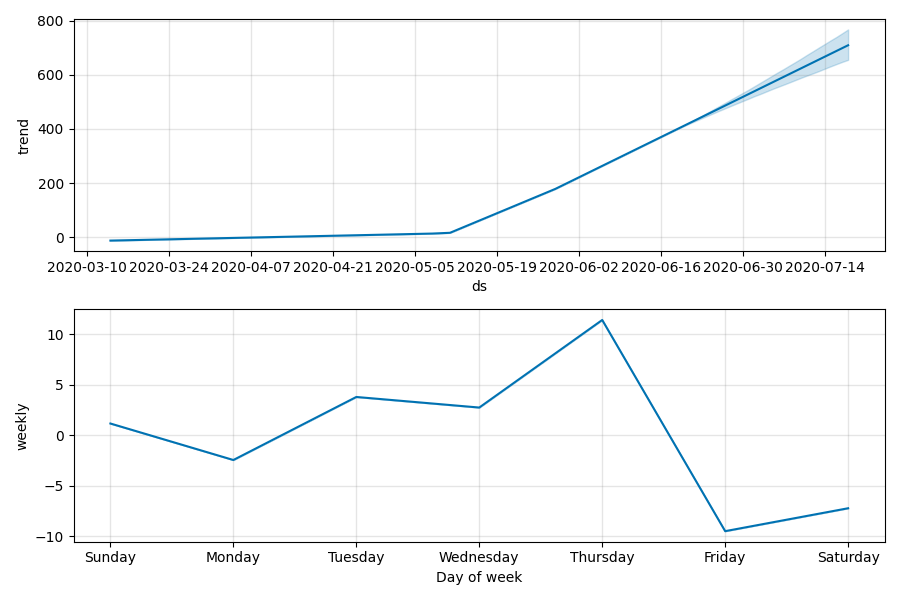 800
600
400
200
0
trend
2020-03-10 2020-03-24 2020-04-07 2020-04-21 2020-05-05 2020-05-19 2020-06-02 2020-06-16 2020-06-30 2020-07-14
ds
10
5
0
−5
−10
weekly
Sunday Monday Tuesday Wednesday Thursday Friday Saturday
Day of week